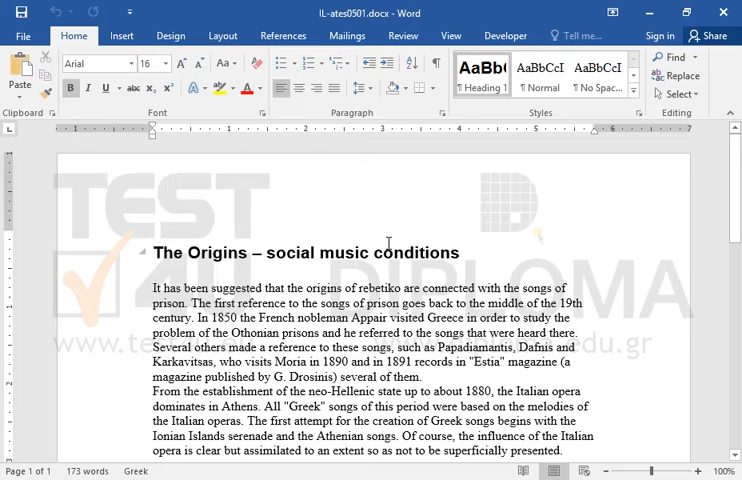 IL-ates0501.docx - Word
File
Home
Insert
Design
Layout
References
Mailings
Review
View
Developer
Tell me...
Sign in
Share
Paste
Clipboard
Arial
16
Font
Paragraph
AaBbC
AaBbCcI
AaBbCcI
¶ Heading 1
¶ Normal
¶ No Spac...
Styles
Find
Replace
Select
Editing
TEST
4U
DIPLOMA
www.test4u.eu
www.diploma.edu.gr
The Origins – social music conditions
It has been suggested that the origins of rebetiko are connected with the songs of
prison. The first reference to the songs of prison goes back to the middle of the 19th
century. In 1850 the French nobleman Appair visited Greece in order to study the
problem of the Othonian prisons and he referred to the songs that were heard there.
Several others made a reference to these songs, such as Papadiamantis, Dafnis and
Karkavitsas, who visits Moria in 1890 and in 1891 records in "Estia" magazine (a
magazine published by G. Drosinis) several of them.
From the establishment of the neo-Hellenic state up to about 1880, the Italian opera
dominates in Athens. All "Greek" songs of this period were based on the melodies of
the Italian operas. The first attempt for the creation of Greek songs begins with the
Ionian Islands serenade and the Athenian songs. Of course, the influence of the Italian
opera is clear but assimilated to an extent so as not to be superficially presented.
Page 1 of 1
173 words
Greek
100%